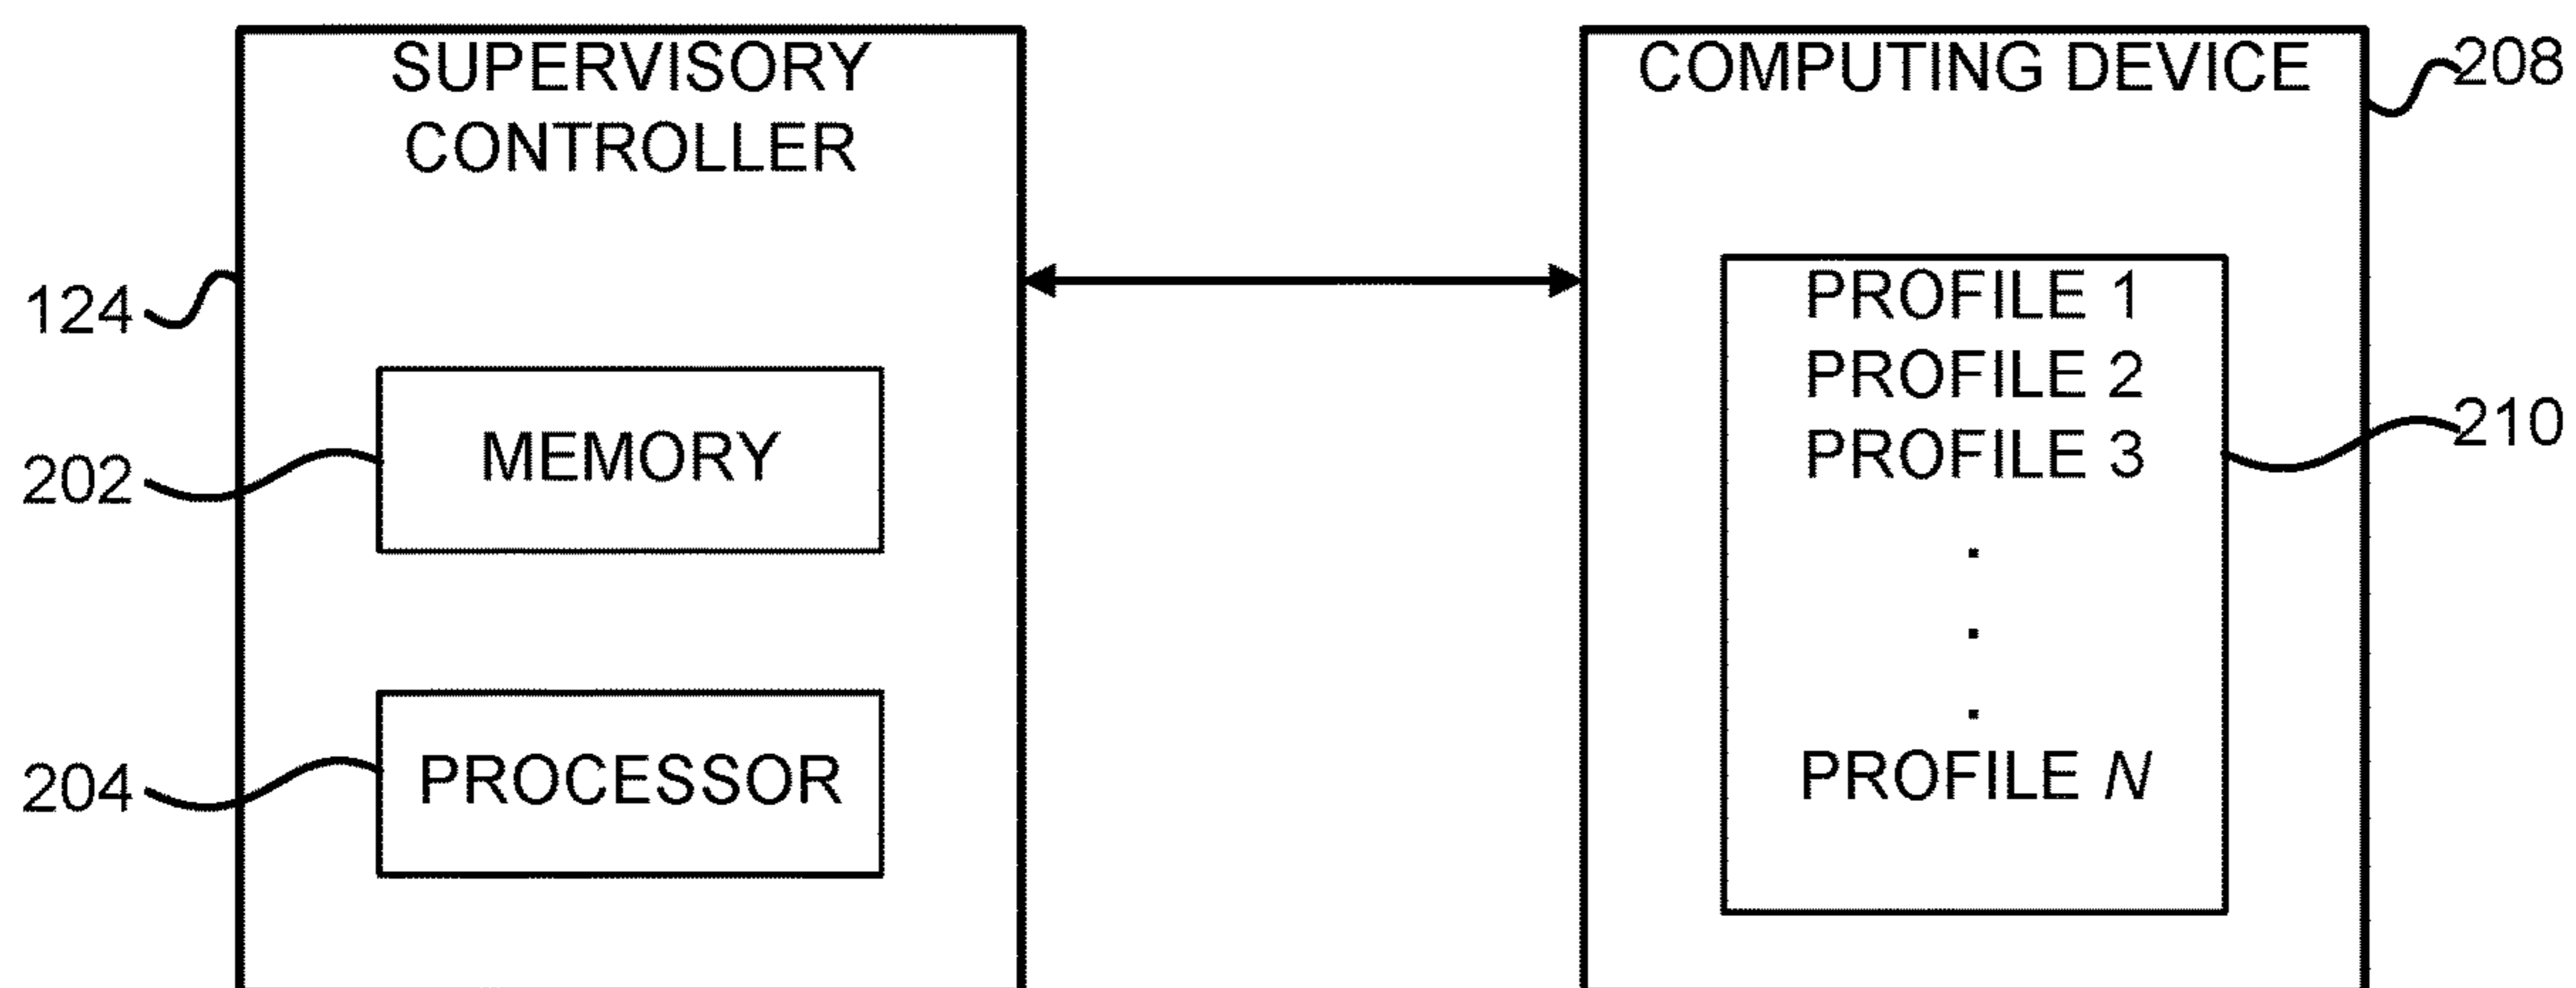 SUPERVISORY
CONTROLLER
124
202
MEMORY
204
PROCESSOR
COMPUTING DEVICE
208
PROFILE 1
PROFILE 2
PROFILE 3
.
.
.
PROFILE N
210